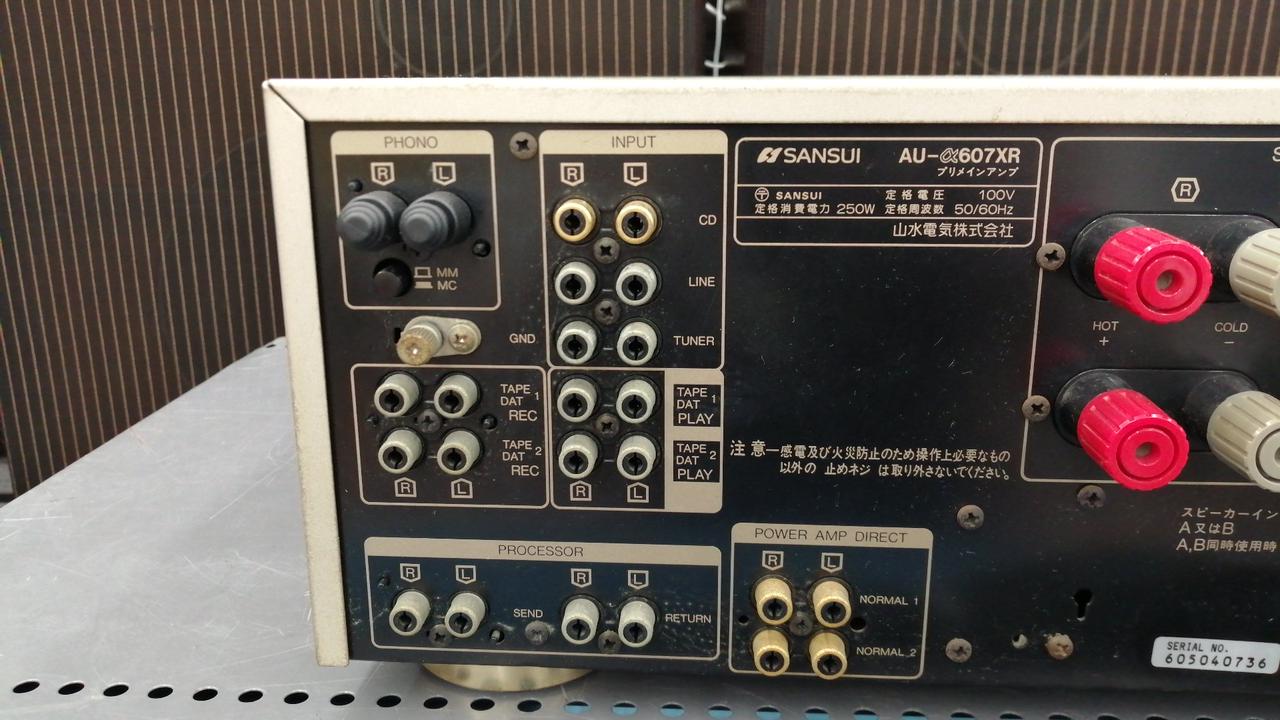 PHONO
R L
MM
MC
GND
INPUT
R L
CD
LINE
TUNER
TAPE 1
DAT
REC
TAPE 2
DAT
REC
R L
TAPE 1
DAT
PLAY
TAPE 2
DAT
PLAY
R L
PROCESSOR
R L
SEND
R L
RETURN
SANSUI AU-α607XR
プリメインアンプ
〒 SANSUI 定格電圧 100V
定格消費電力 250W 定格周波数 50/60Hz
山水電気株式会社
注意—感電及び火災防止のため操作上必要なもの
以外の 止めネジ は取り外さないでください。
POWER AMP DIRECT
R L
NORMAL 1
NORMAL 2
S
R
HOT COLD
+ −
スピーカーイン
A又はB
A,B同時使用時
SERIAL NO.
605040736